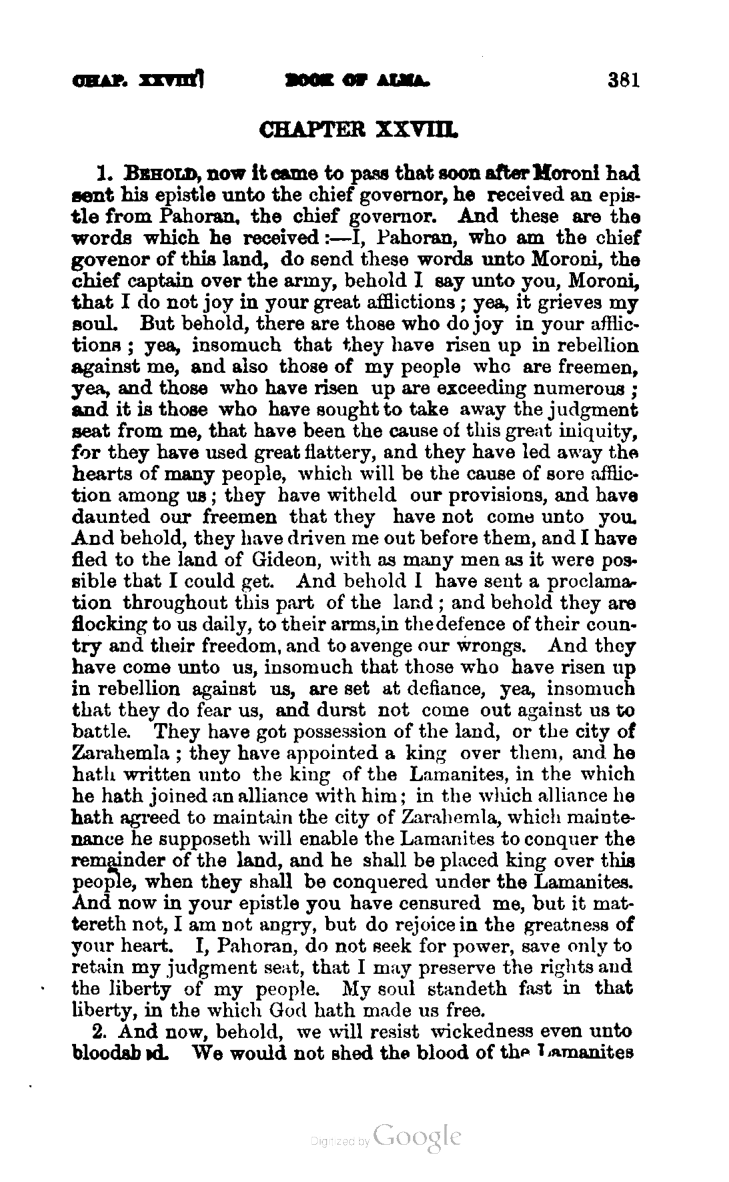 CHAP. XXVIII] BOOK OF ALMA. 381
CHAPTER XXVIII.
1. BEHOLD, now it came to pass that soon after Moroni had
sent his epistle unto the chief governor, he received an epis-
tle from Pahoran, the chief governor. And these are the
words which he received:—I, Pahoran, who am the chief
govenor of this land, do send these words unto Moroni, the
chief captain over the army, behold I say unto you, Moroni,
that I do not joy in your great afflictions; yea, it grieves my
soul. But behold, there are those who do joy in your afflic-
tions; yea, insomuch that they have risen up in rebellion
against me, and also those of my people who are freemen,
yea, and those who have risen up are exceeding numerous;
and it is those who have sought to take away the judgment
seat from me, that have been the cause of this great iniquity,
for they have used great flattery, and they have led away the
hearts of many people, which will be the cause of sore afflic-
tion among us; they have witheld our provisions, and have
daunted our freemen that they have not come unto you.
And behold, they have driven me out before them, and I have
fled to the land of Gideon, with as many men as it were pos-
sible that I could get. And behold I have sent a proclama-
tion throughout this part of the land; and behold they are
flocking to us daily, to their arms,in the defence of their coun-
try and their freedom, and to avenge our wrongs. And they
have come unto us, insomuch that those who have risen up
in rebellion against us, are set at defiance, yea, insomuch
that they do fear us, and durst not come out against us to
battle. They have got possession of the land, or the city of
Zarahemla; they have appointed a king over them, and he
hath written unto the king of the Lamanites, in the which
he hath joined an alliance with him; in the which alliance he
hath agreed to maintain the city of Zarahemla, which mainte-
nance he supposeth will enable the Lamanites to conquer the
remainder of the land, and he shall be placed king over this
people, when they shall be conquered under the Lamanites.
And now in your epistle you have censured me, but it mat-
tereth not, I am not angry, but do rejoice in the greatness of
your heart. I, Pahoran, do not seek for power, save only to
retain my judgment seat, that I may preserve the rights and
the liberty of my people. My soul standeth fast in that
liberty, in the which God hath made us free.
2. And now, behold, we will resist wickedness even unto
bloodshed. We would not shed the blood of the Lamanites
Digitized by Google